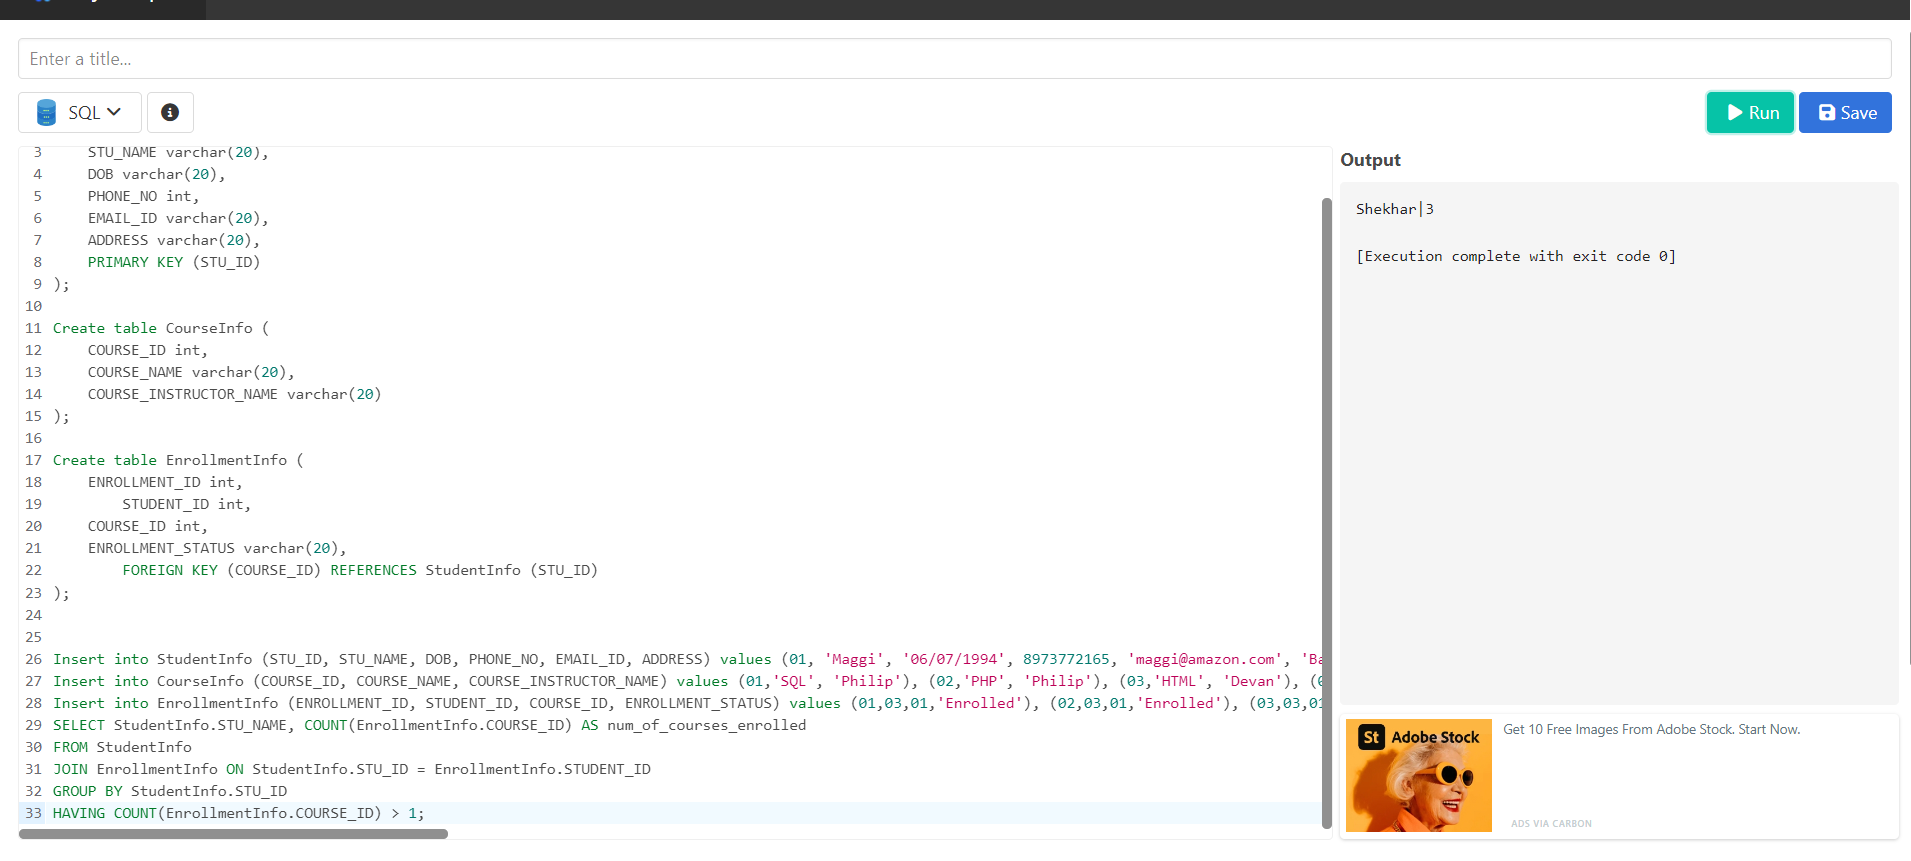 Enter a title...
SQL
Run
Save
3 STU_NAME varchar(20),
4 DOB varchar(20),
5 PHONE_NO int,
6 EMAIL_ID varchar(20),
7 ADDRESS varchar(20),
8 PRIMARY KEY (STU_ID)
9 );
10
11 Create table CourseInfo (
12 COURSE_ID int,
13 COURSE_NAME varchar(20),
14 COURSE_INSTRUCTOR_NAME varchar(20)
15 );
16
17 Create table EnrollmentInfo (
18 ENROLLMENT_ID int,
19 STUDENT_ID int,
20 COURSE_ID int,
21 ENROLLMENT_STATUS varchar(20),
22 FOREIGN KEY (COURSE_ID) REFERENCES StudentInfo (STU_ID)
23 );
24
25
26 Insert into StudentInfo (STU_ID, STU_NAME, DOB, PHONE_NO, EMAIL_ID, ADDRESS) values (01, 'Maggi', '06/07/1994', 8973772165, 'maggi@amazon.com', 'Ba
27 Insert into CourseInfo (COURSE_ID, COURSE_NAME, COURSE_INSTRUCTOR_NAME) values (01,'SQL', 'Philip'), (02,'PHP', 'Philip'), (03,'HTML', 'Devan'), (
28 Insert into EnrollmentInfo (ENROLLMENT_ID, STUDENT_ID, COURSE_ID, ENROLLMENT_STATUS) values (01,03,01,'Enrolled'), (02,03,01,'Enrolled'), (03,03,01
29 SELECT StudentInfo.STU_NAME, COUNT(EnrollmentInfo.COURSE_ID) AS num_of_courses_enrolled
30 FROM StudentInfo
31 JOIN EnrollmentInfo ON StudentInfo.STU_ID = EnrollmentInfo.STUDENT_ID
32 GROUP BY StudentInfo.STU_ID
33 HAVING COUNT(EnrollmentInfo.COURSE_ID) > 1;
Output
Shekhar|3
[Execution complete with exit code 0]
St Adobe Stock
Get 10 Free Images From Adobe Stock. Start Now.
ADS VIA CARBON